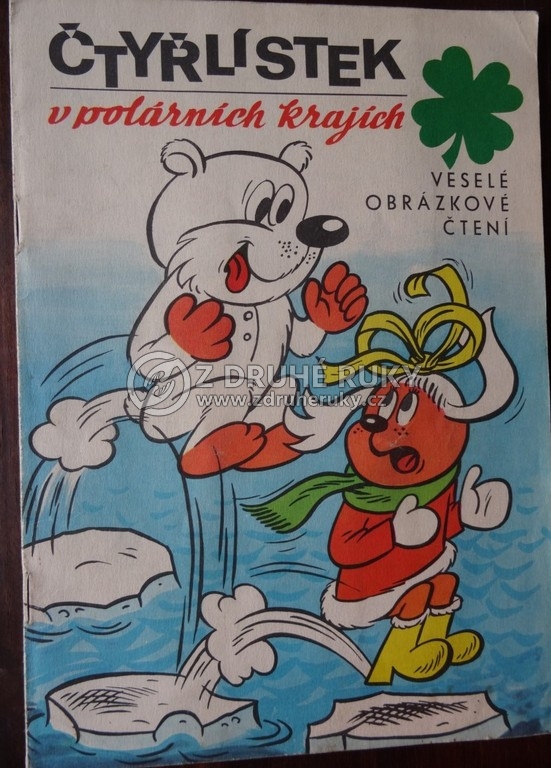 ČTYŘLÍSTEK
v polárních krajích
VESELÉ
OBRÁZKOVÉ
ČTENÍ
Z DRUHÉ RUKY
www.zdruheruky.cz